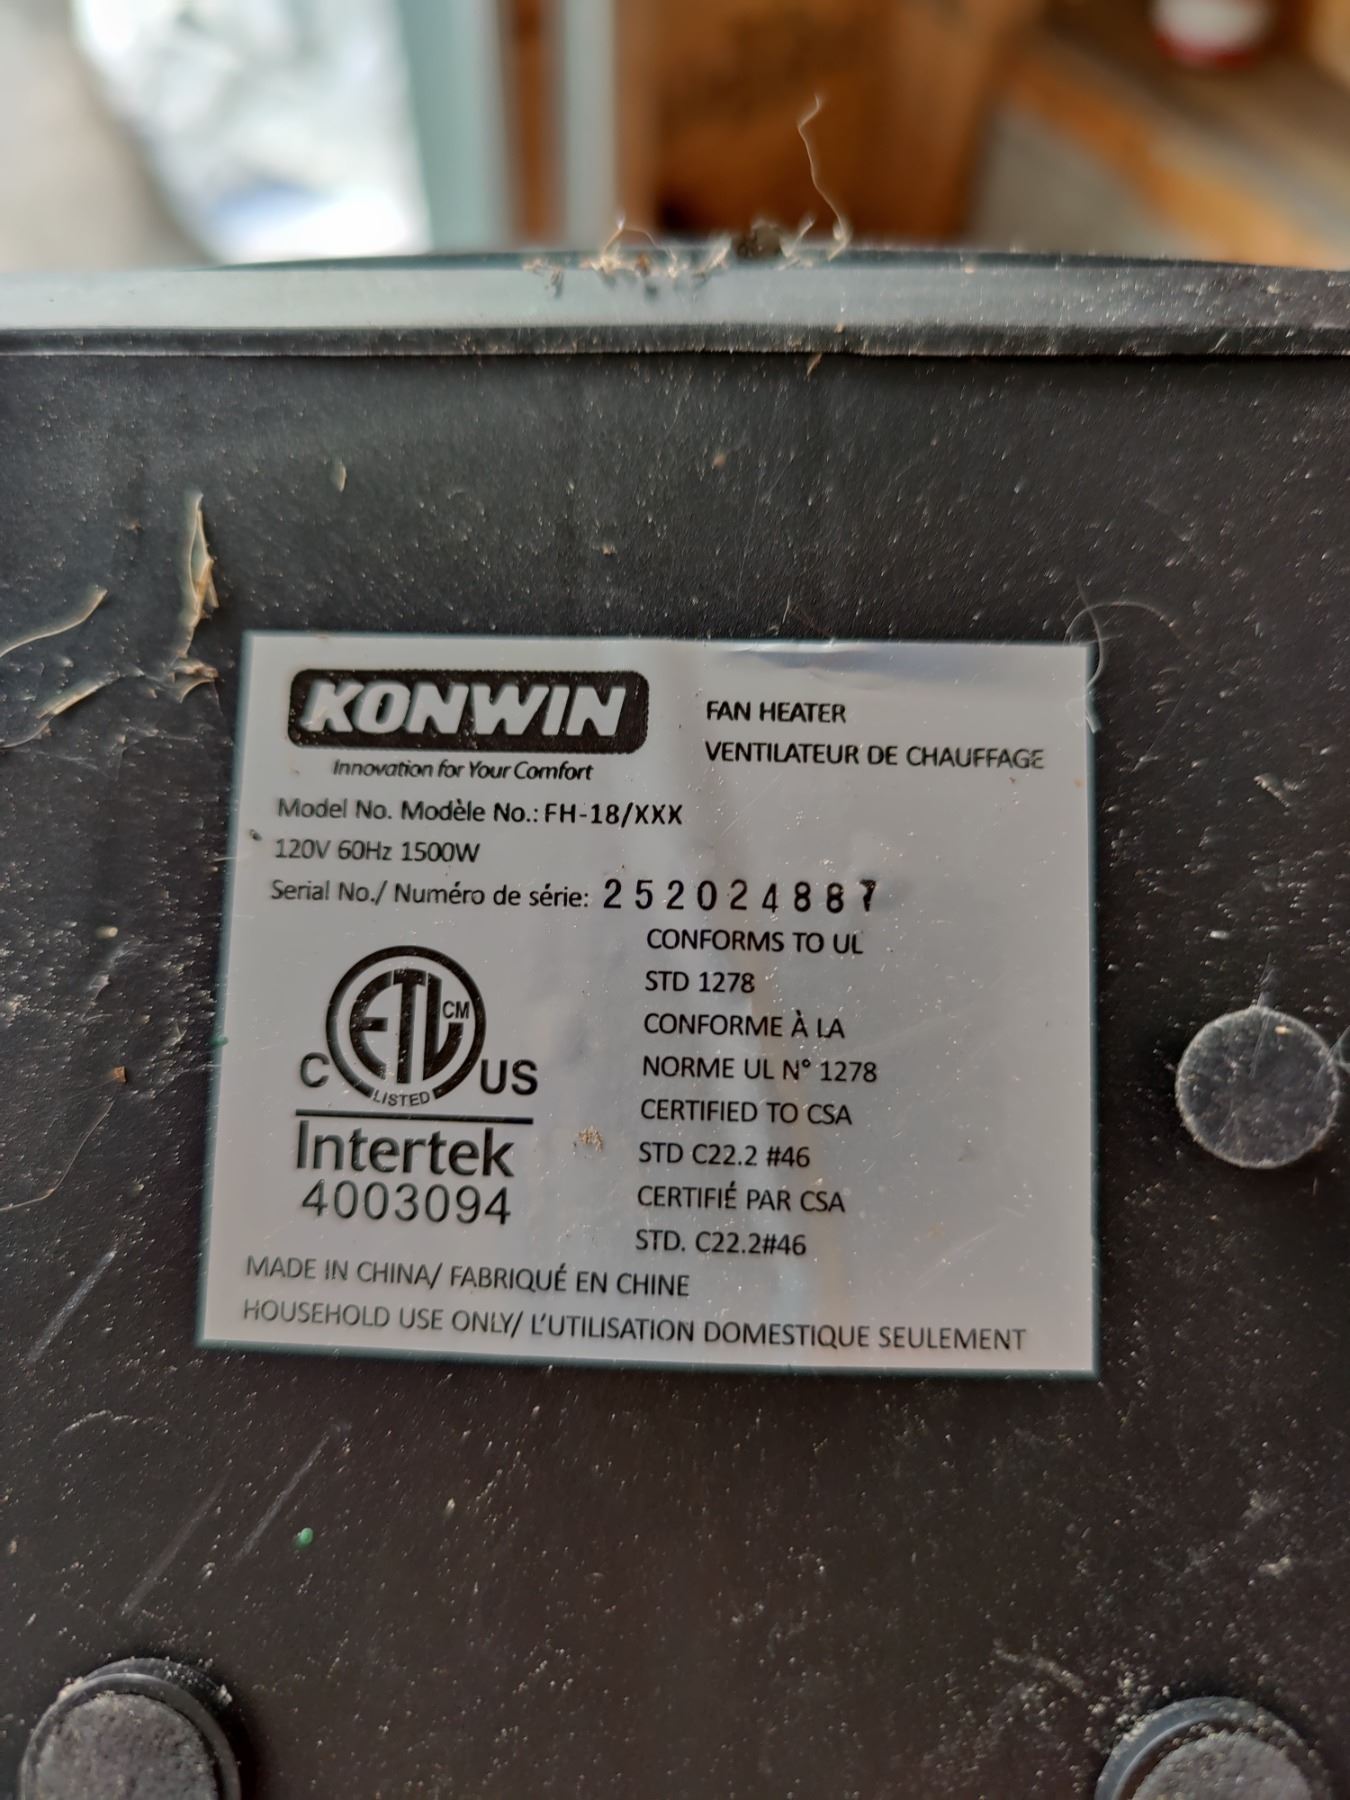 KONWIN
Innovation for Your Comfort
FAN HEATER
VENTILATEUR DE CHAUFFAGE
Model No. Modèle No.: FH-18/XXX
120V 60Hz 1500W
Serial No./ Numéro de série: 252024887
ETL CM
LISTED
C US
Intertek
4003094
CONFORMS TO UL
STD 1278
CONFORME À LA
NORME UL N° 1278
CERTIFIED TO CSA
STD C22.2 #46
CERTIFIÉ PAR CSA
STD. C22.2#46
MADE IN CHINA/ FABRIQUÉ EN CHINE
HOUSEHOLD USE ONLY/ L'UTILISATION DOMESTIQUE SEULEMENT